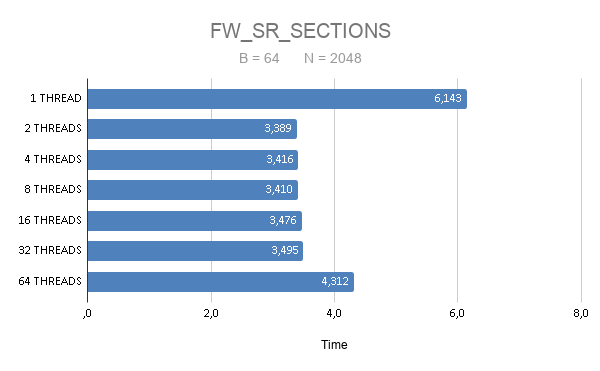 FW_SR_SECTIONS
B = 64 N = 2048
1 THREAD 6,143
2 THREADS 3,389
4 THREADS 3,416
8 THREADS 3,410
16 THREADS 3,476
32 THREADS 3,495
64 THREADS 4,312
,0 2,0 4,0 6,0 8,0
Time